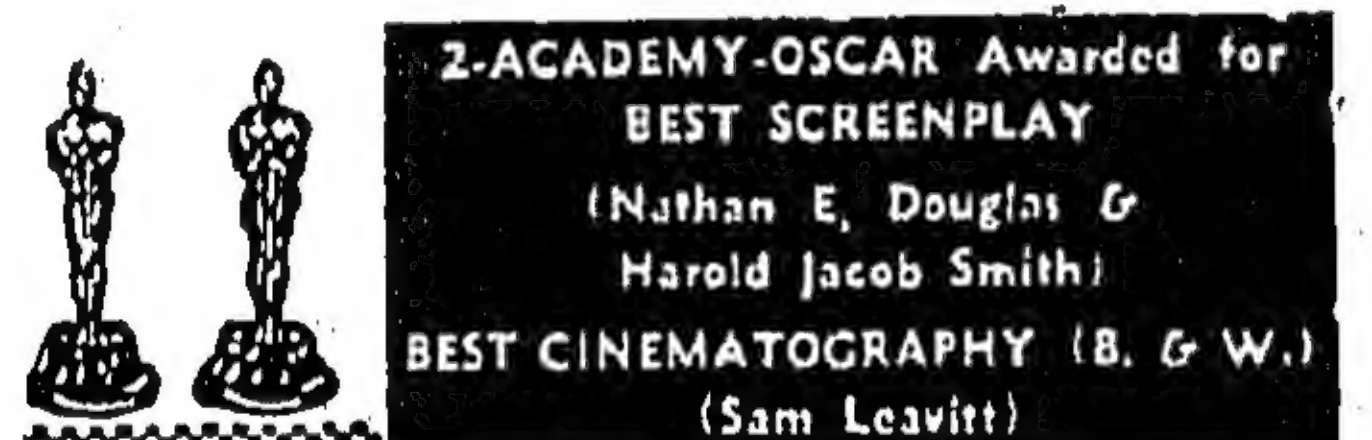 2-ACADEMY-OSCAR Awarded for
BEST SCREENPLAY
(Nathan E. Douglas &
Harold Jacob Smith)
BEST CINEMATOGRAPHY (B. & W.)
(Sam Leavitt)